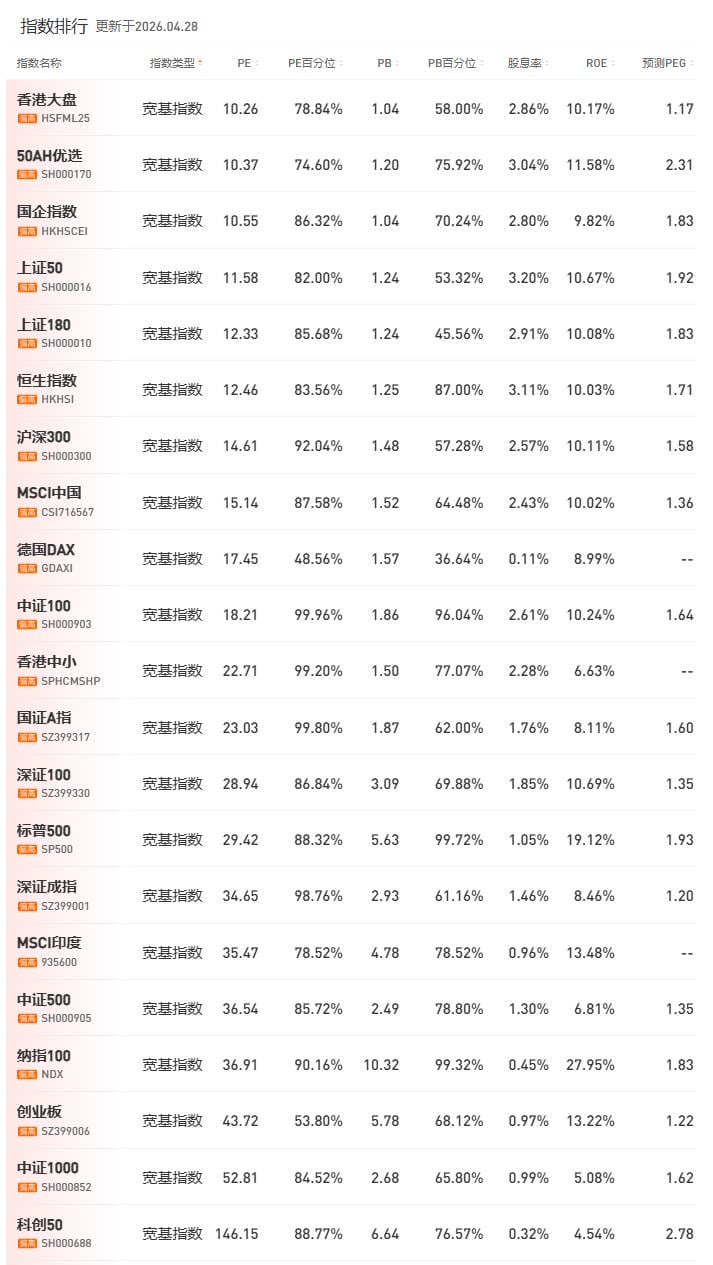 指数排行 更新于2026.04.28
指数名称 指数类型 PE PE百分位 PB PB百分位 股息率 ROE 预测PEG
香港大盘 宽基指数 10.26 78.84% 1.04 58.00% 2.86% 10.17% 1.17
偏高 HSFML25
50AH优选 宽基指数 10.37 74.60% 1.20 75.92% 3.04% 11.58% 2.31
偏高 SH000170
国企指数 宽基指数 10.55 86.32% 1.04 70.24% 2.80% 9.82% 1.83
偏高 HKHSCEI
上证50 宽基指数 11.58 82.00% 1.24 53.32% 3.20% 10.67% 1.92
偏高 SH000016
上证180 宽基指数 12.33 85.68% 1.24 45.56% 2.91% 10.08% 1.83
偏高 SH000010
恒生指数 宽基指数 12.46 83.56% 1.25 87.00% 3.11% 10.03% 1.71
偏高 HKHSI
沪深300 宽基指数 14.61 92.04% 1.48 57.28% 2.57% 10.11% 1.58
偏高 SH000300
MSCI中国 宽基指数 15.14 87.58% 1.52 64.48% 2.43% 10.02% 1.36
偏高 CSI716567
德国DAX 宽基指数 17.45 48.56% 1.57 36.64% 0.11% 8.99% --
偏高 GDAXI
中证100 宽基指数 18.21 99.96% 1.86 96.04% 2.61% 10.24% 1.64
偏高 SH000903
香港中小 宽基指数 22.71 99.20% 1.50 77.07% 2.28% 6.63% --
偏高 SPHCMSHP
国证A指 宽基指数 23.03 99.80% 1.87 62.00% 1.76% 8.11% 1.60
偏高 SZ399317
深证100 宽基指数 28.94 86.84% 3.09 69.88% 1.85% 10.69% 1.35
偏高 SZ399330
标普500 宽基指数 29.42 88.32% 5.63 99.72% 1.05% 19.12% 1.93
偏高 SP500
深证成指 宽基指数 34.65 98.76% 2.93 61.16% 1.46% 8.46% 1.20
偏高 SZ399001
MSCI印度 宽基指数 35.47 78.52% 4.78 78.52% 0.96% 13.48% --
偏高 935600
中证500 宽基指数 36.54 85.72% 2.49 78.80% 1.30% 6.81% 1.35
偏高 SH000905
纳指100 宽基指数 36.91 90.16% 10.32 99.32% 0.45% 27.95% 1.83
偏高 NDX
创业板 宽基指数 43.72 53.80% 5.78 68.12% 0.97% 13.22% 1.22
偏高 SZ399006
中证1000 宽基指数 52.81 84.52% 2.68 65.80% 0.99% 5.08% 1.62
偏高 SH000852
科创50 宽基指数 146.15 88.77% 6.64 76.57% 0.32% 4.54% 2.78
偏高 SH000688